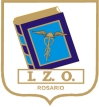 I. Z. O.
ROSARIO